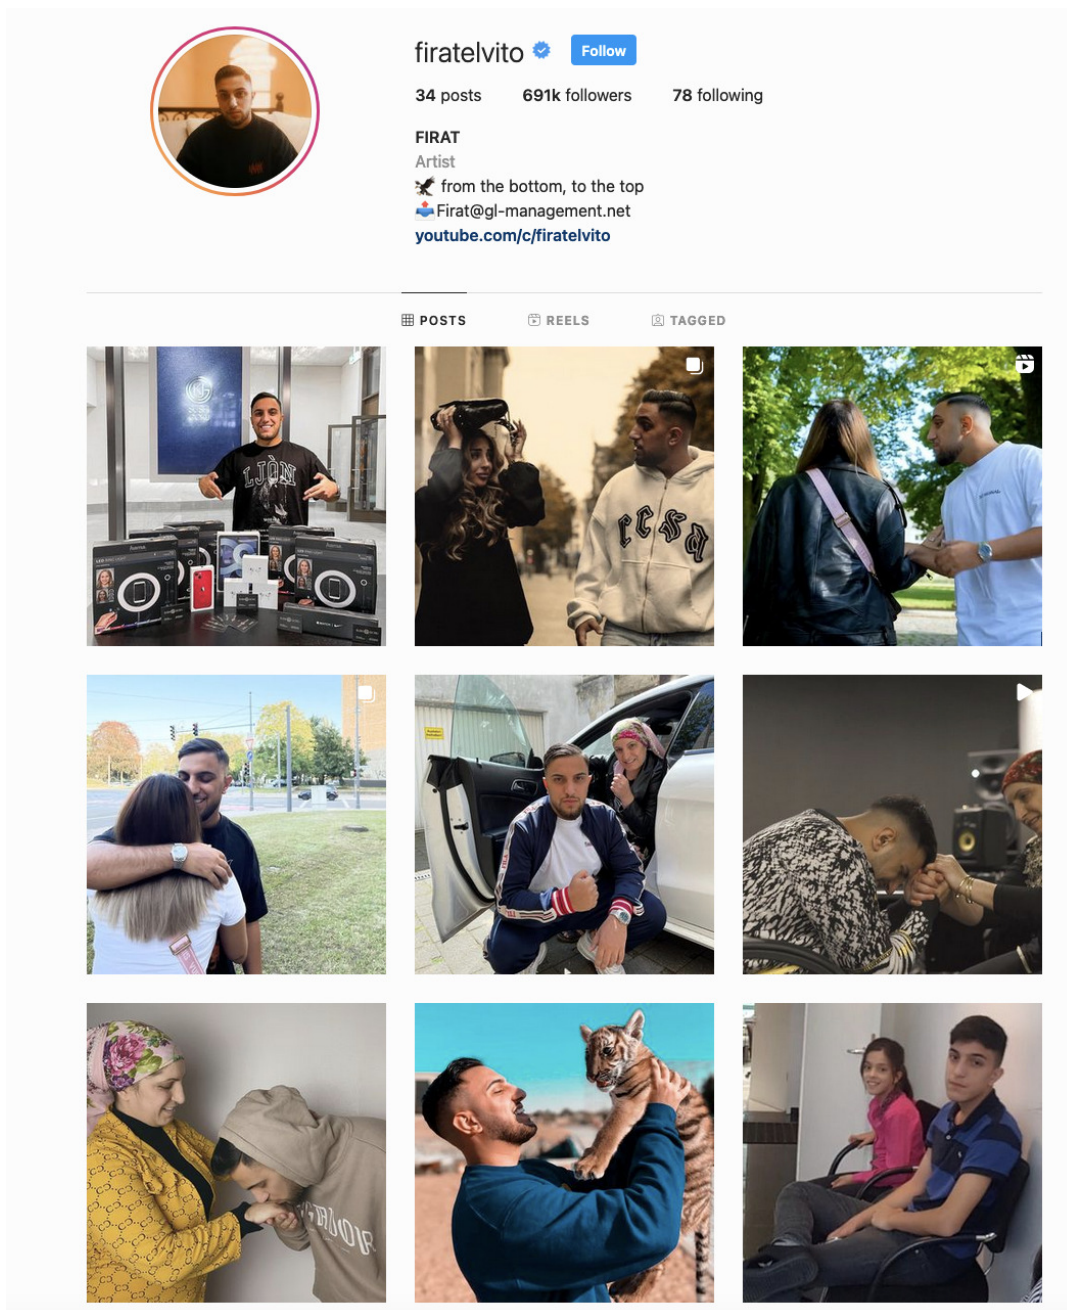 firatelvito
Follow
34 posts 691k followers 78 following
FIRAT
Artist
from the bottom, to the top
Firat@gl-management.net
youtube.com/c/firatelvito
POSTS REELS TAGGED
LJÒN